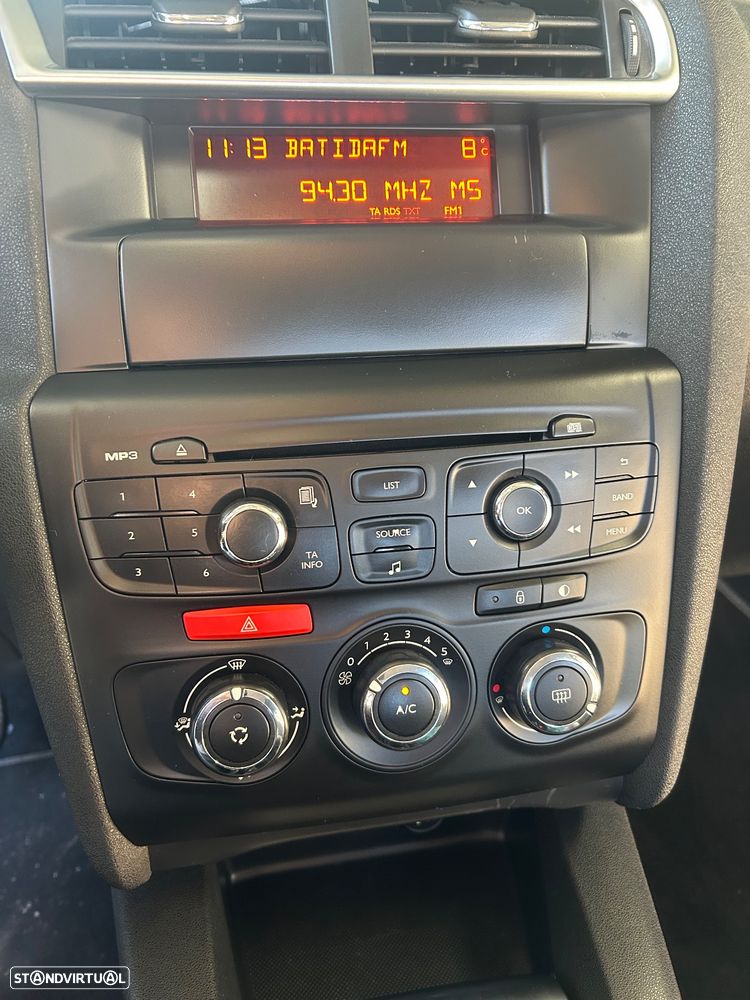 11:13 BATIDAFM 8°C
94.30 MHZ M5
TA RDS TXT FM1
MP3
1 4 LIST OK BAND
2 5 SOURCE MENU
3 6 TA INFO
0 1 2 3 4 5
A/C
STANDVIRTUAL